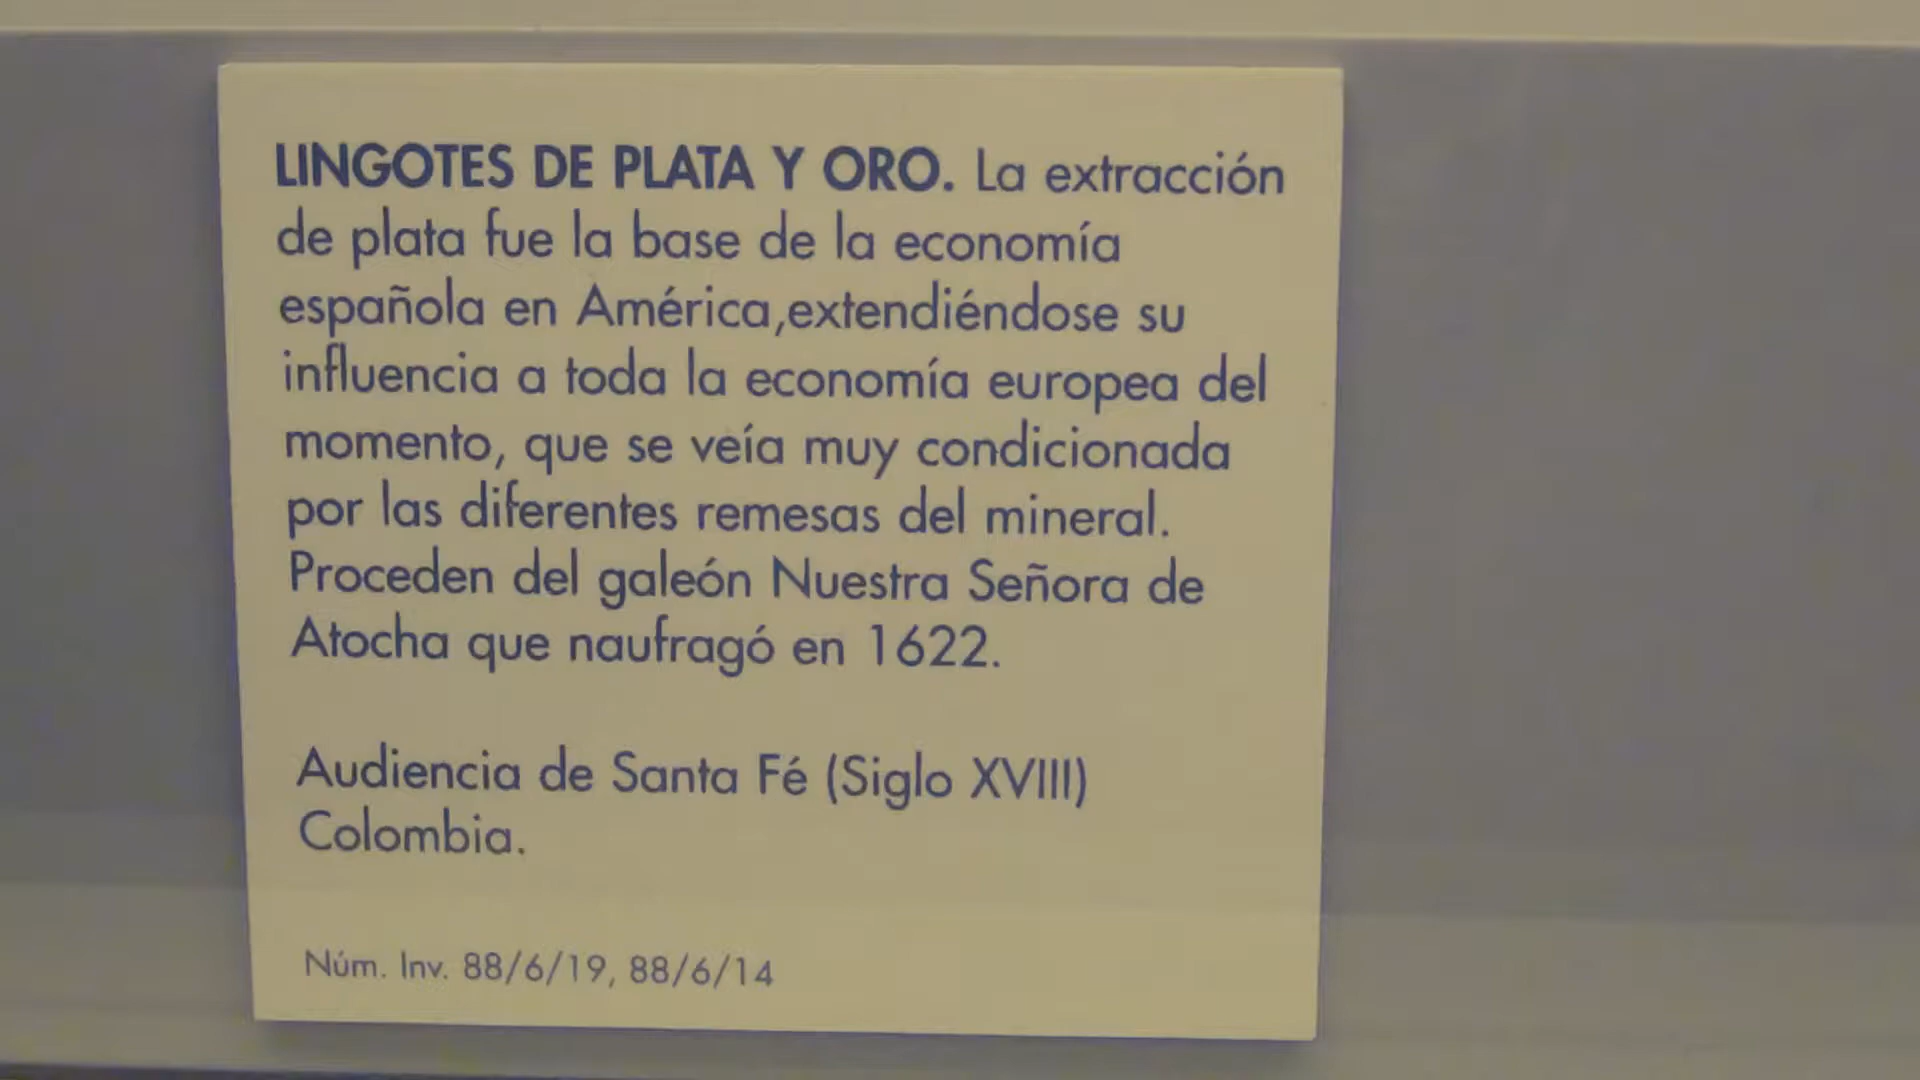 LINGOTES DE PLATA Y ORO. La extracción
de plata fue la base de la economía
española en América,extendiéndose su
influencia a toda la economía europea del
momento, que se veía muy condicionada
por las diferentes remesas del mineral.
Proceden del galeón Nuestra Señora de
Atocha que naufragó en 1622.
Audiencia de Santa Fé (Siglo XVIII)
Colombia.
Núm. Inv. 88/6/19, 88/6/14